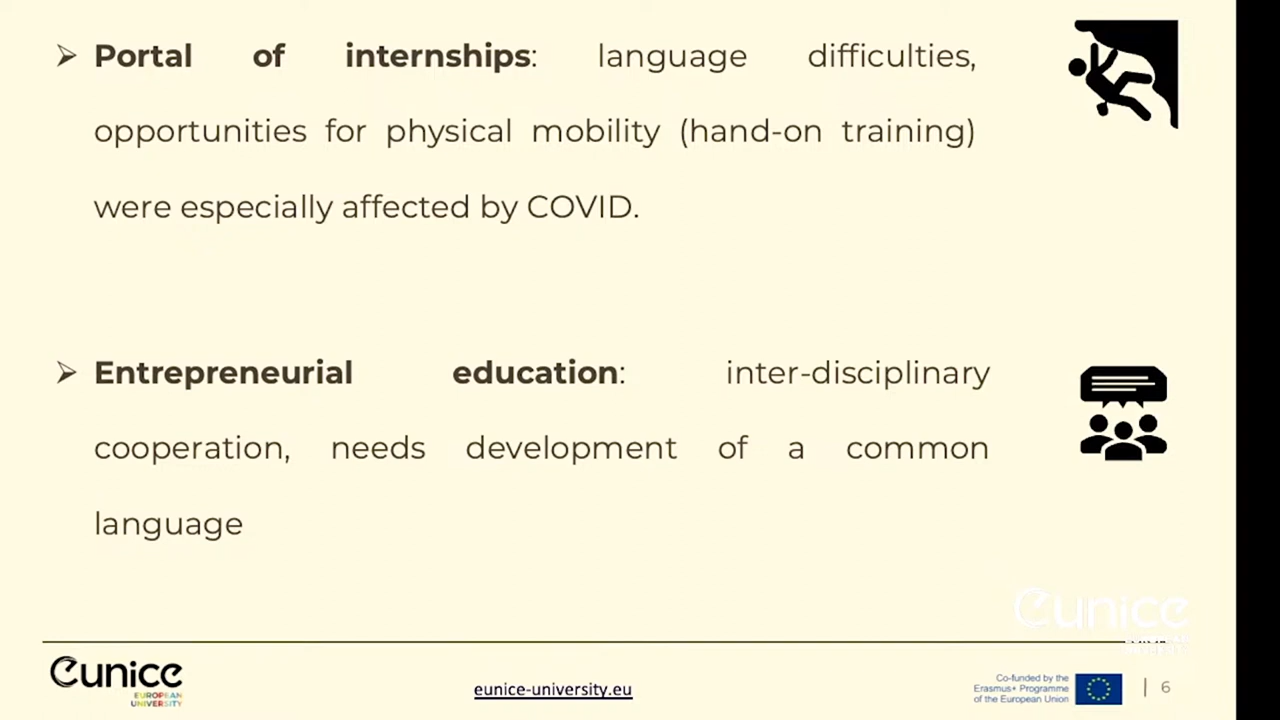 ➢ Portal of internships: language difficulties,
opportunities for physical mobility (hand-on training)
were especially affected by COVID.
➢ Entrepreneurial education: inter-disciplinary
cooperation, needs development of a common
language
eunice
EUROPEAN
UNIVERSITY
eunice
EUROPEAN
UNIVERSITY
eunice-university.eu
Co-funded by the
Erasmus+ Programme
of the European Union
| 6